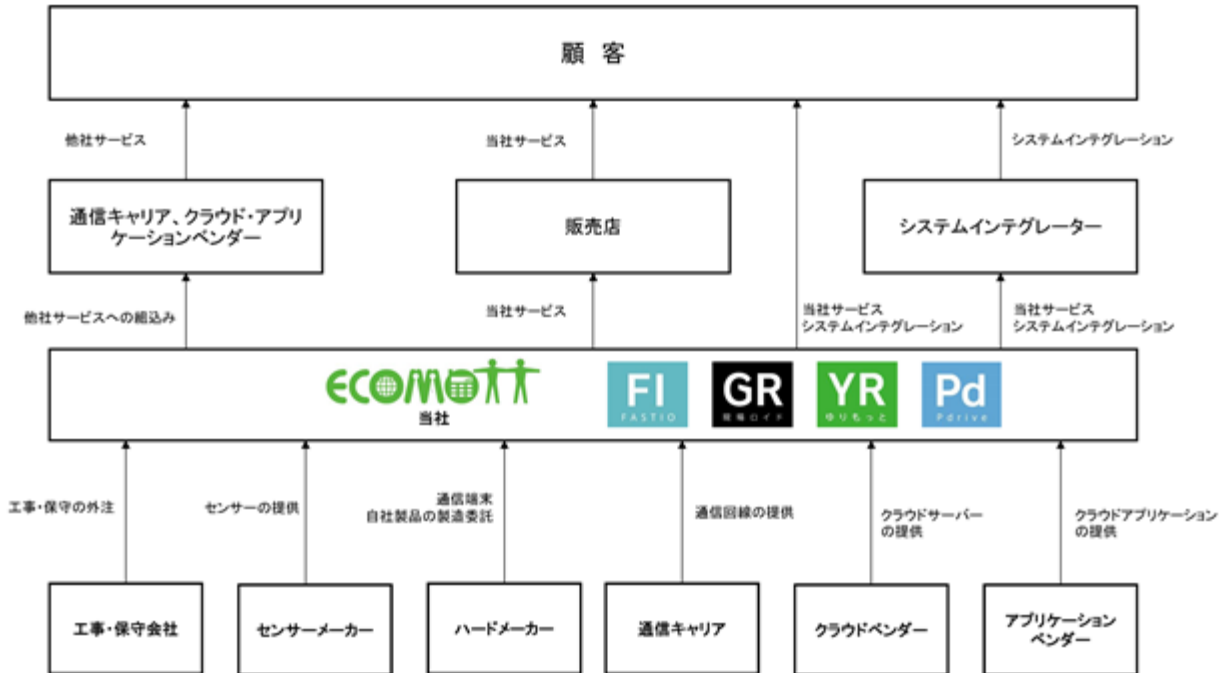 顧 客
他社サービス
当社サービス
システムインテグレーション
通信キャリア、クラウド・アプリ
ケーションベンダー
販売店
システムインテグレーター
他社サービスへの組込み
当社サービス
当社サービス
システムインテグレーション
当社サービス
システムインテグレーション
ECOMOTT
当社
FI
FASTIO
GR
現場ロイド
YR
ゆりもっと
Pd
Pdrive
工事・保守の外注
センサーの提供
通信端末
自社製品の製造委託
通信回線の提供
クラウドサーバー
の提供
クラウドアプリケーション
の提供
工事・保守会社
センサーメーカー
ハードメーカー
通信キャリア
クラウドベンダー
アプリケーション
ベンダー